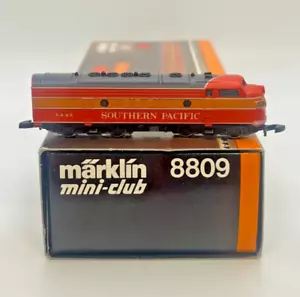 SOUTHERN PACIFIC
märklin
mini-club
8809